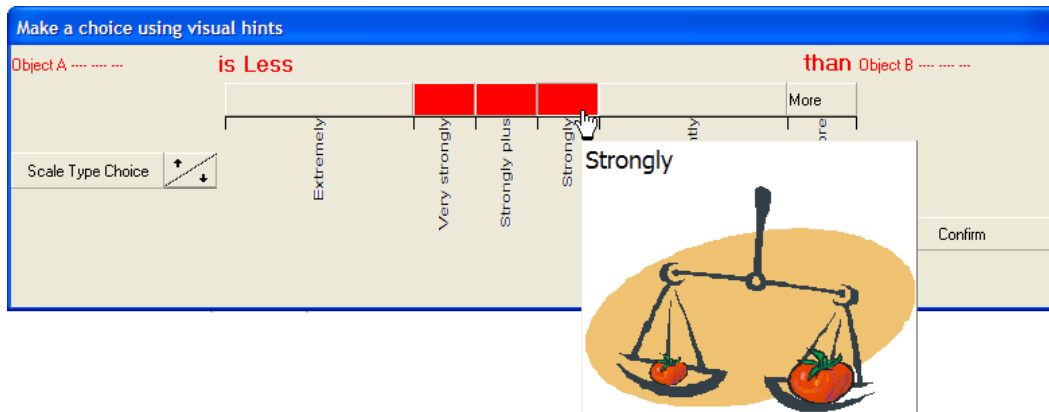 Make a choice using visual hints
Object A ---- ---- ---
is Less
than Object B ---- ---- ---
More
Extremely
Very strongly
Strongly plus
Strongly
Scale Type Choice
Strongly
Confirm